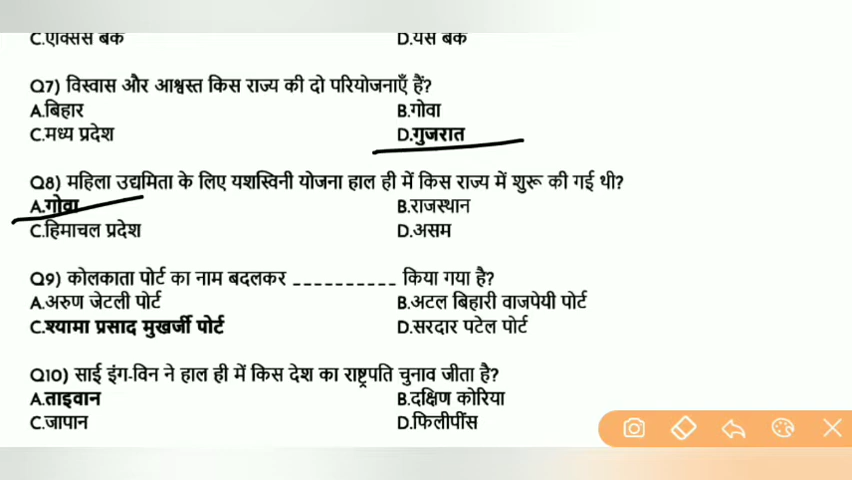 C.एक्सिस बैंक D.यस बैंक
Q7) विस्वास और आश्वस्त किस राज्य की दो परियोजनाएँ हैं?
A.बिहार B.गोवा
C.मध्य प्रदेश D.गुजरात
Q8) महिला उद्यमिता के लिए यशस्विनी योजना हाल ही में किस राज्य में शुरू की गई थी?
A.गोवा B.राजस्थान
C.हिमाचल प्रदेश D.असम
Q9) कोलकाता पोर्ट का नाम बदलकर __________ किया गया है?
A.अरुण जेटली पोर्ट B.अटल बिहारी वाजपेयी पोर्ट
C.श्यामा प्रसाद मुखर्जी पोर्ट D.सरदार पटेल पोर्ट
Q10) साई इंग-विन ने हाल ही में किस देश का राष्ट्रपति चुनाव जीता है?
A.ताइवान B.दक्षिण कोरिया
C.जापान D.फिलीपींस